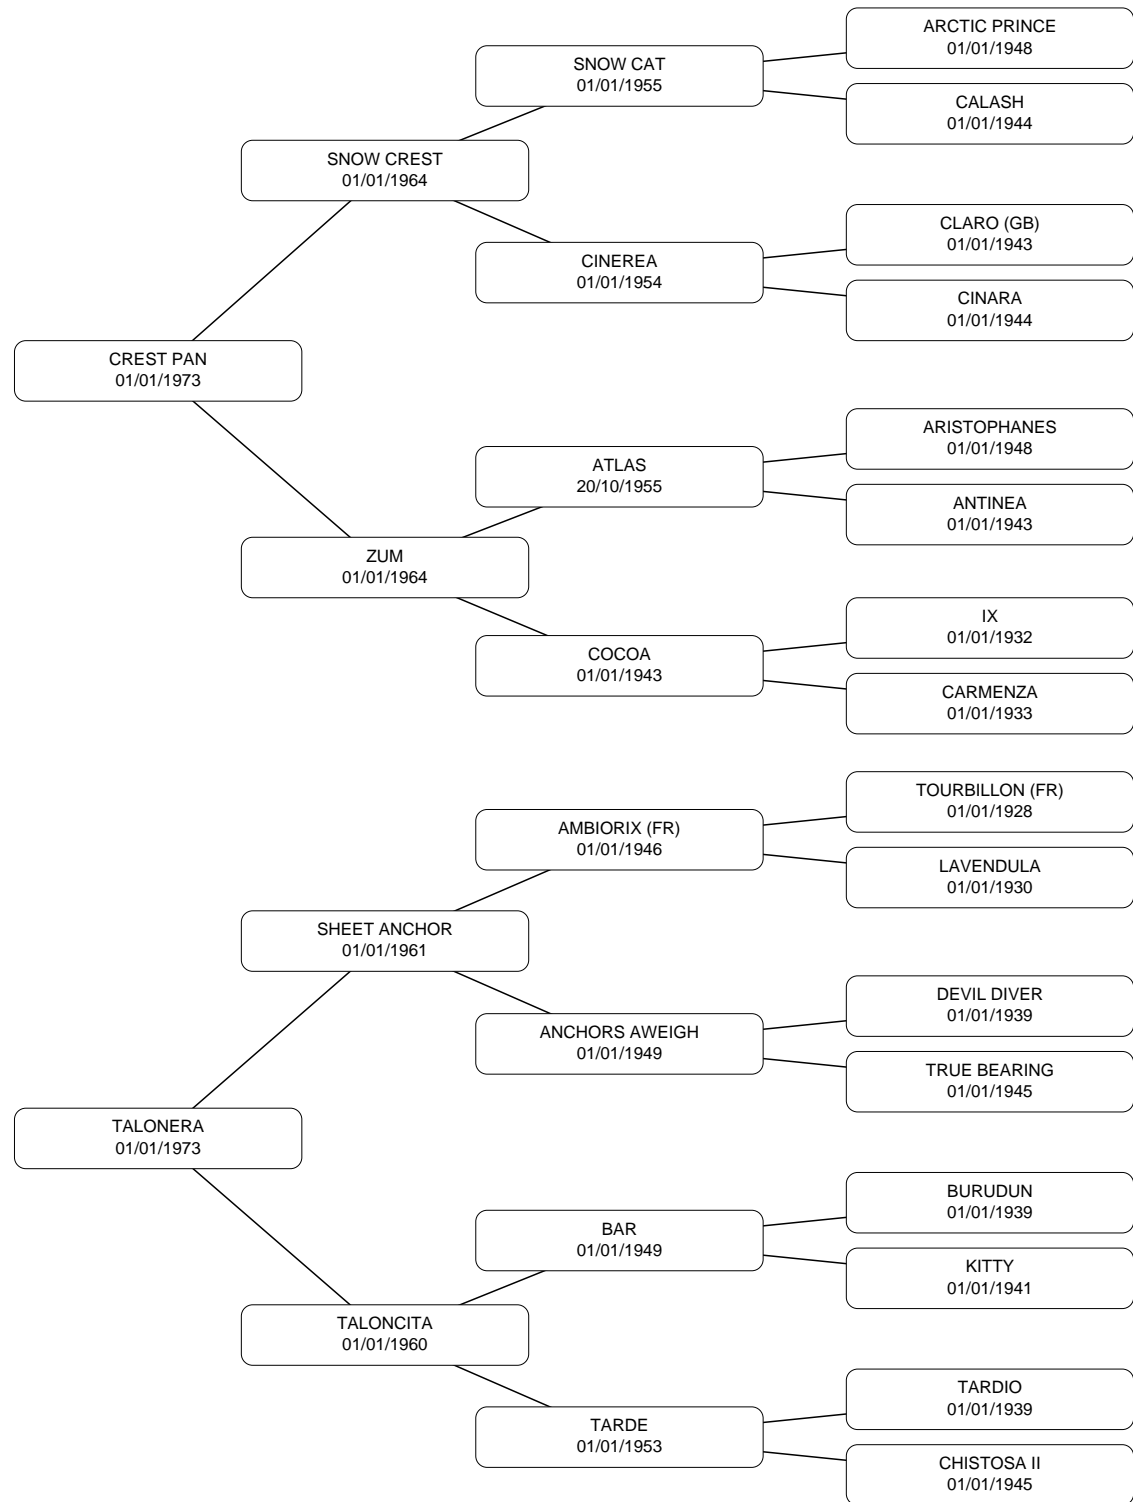 ARCTIC PRINCE
01/01/1948
SNOW CAT
01/01/1955
CALASH
01/01/1944
SNOW CREST
01/01/1964
CLARO (GB)
01/01/1943
CINEREA
01/01/1954
CINARA
01/01/1944
CREST PAN
01/01/1973
ARISTOPHANES
01/01/1948
ATLAS
20/10/1955
ANTINEA
01/01/1943
ZUM
01/01/1964
IX
01/01/1932
COCOA
01/01/1943
CARMENZA
01/01/1933
TOURBILLON (FR)
01/01/1928
AMBIORIX (FR)
01/01/1946
LAVENDULA
01/01/1930
SHEET ANCHOR
01/01/1961
DEVIL DIVER
01/01/1939
ANCHORS AWEIGH
01/01/1949
TRUE BEARING
01/01/1945
TALONERA
01/01/1973
BURUDUN
01/01/1939
BAR
01/01/1949
KITTY
01/01/1941
TALONCITA
01/01/1960
TARDIO
01/01/1939
TARDE
01/01/1953
CHISTOSA II
01/01/1945